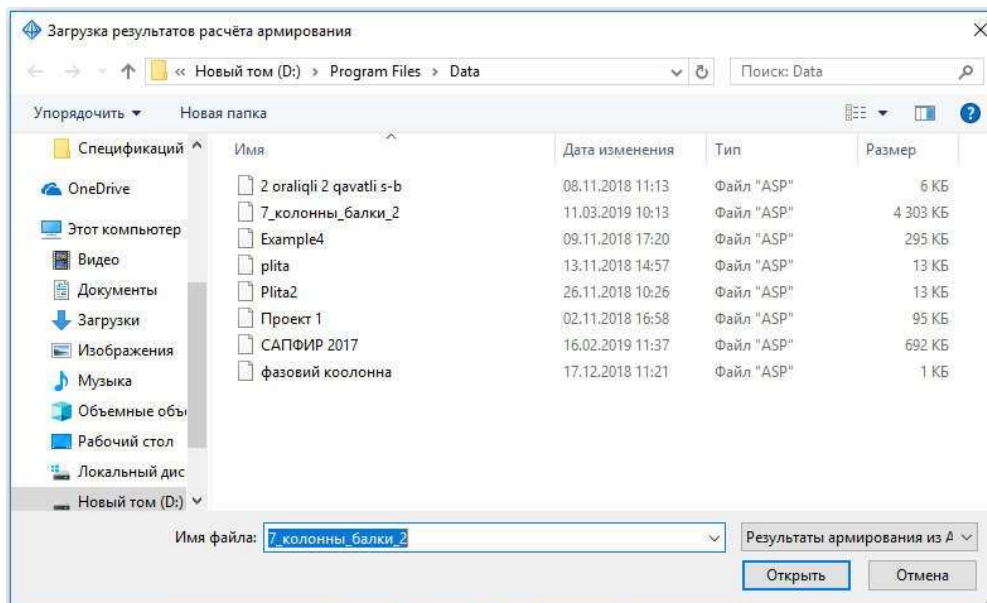 Загрузка результатов расчёта армирования
« Новый том (D:) › Program Files › Data
Поиск: Data
Упорядочить
Новая папка
Имя Дата изменения Тип Размер
2 oraliqli 2 qavatli s-b 08.11.2018 11:13 Файл "ASP" 6 КБ
7_колонны_балки_2 11.03.2019 10:13 Файл "ASP" 4 303 КБ
Example4 09.11.2018 17:20 Файл "ASP" 295 КБ
plita 13.11.2018 14:57 Файл "ASP" 13 КБ
Plita2 26.11.2018 10:26 Файл "ASP" 13 КБ
Проект 1 02.11.2018 16:58 Файл "ASP" 95 КБ
САПФИР 2017 16.02.2019 11:37 Файл "ASP" 692 КБ
фазовий коолонна 17.12.2018 11:21 Файл "ASP" 1 КБ
Спецификаций
OneDrive
Этот компьютер
Видео
Документы
Загрузки
Изображения
Музыка
Объемные объ
Рабочий стол
Локальный дис
Новый том (D:)
Имя файла: 7_колонны_балки_2
Результаты армирования из А
Открыть Отмена